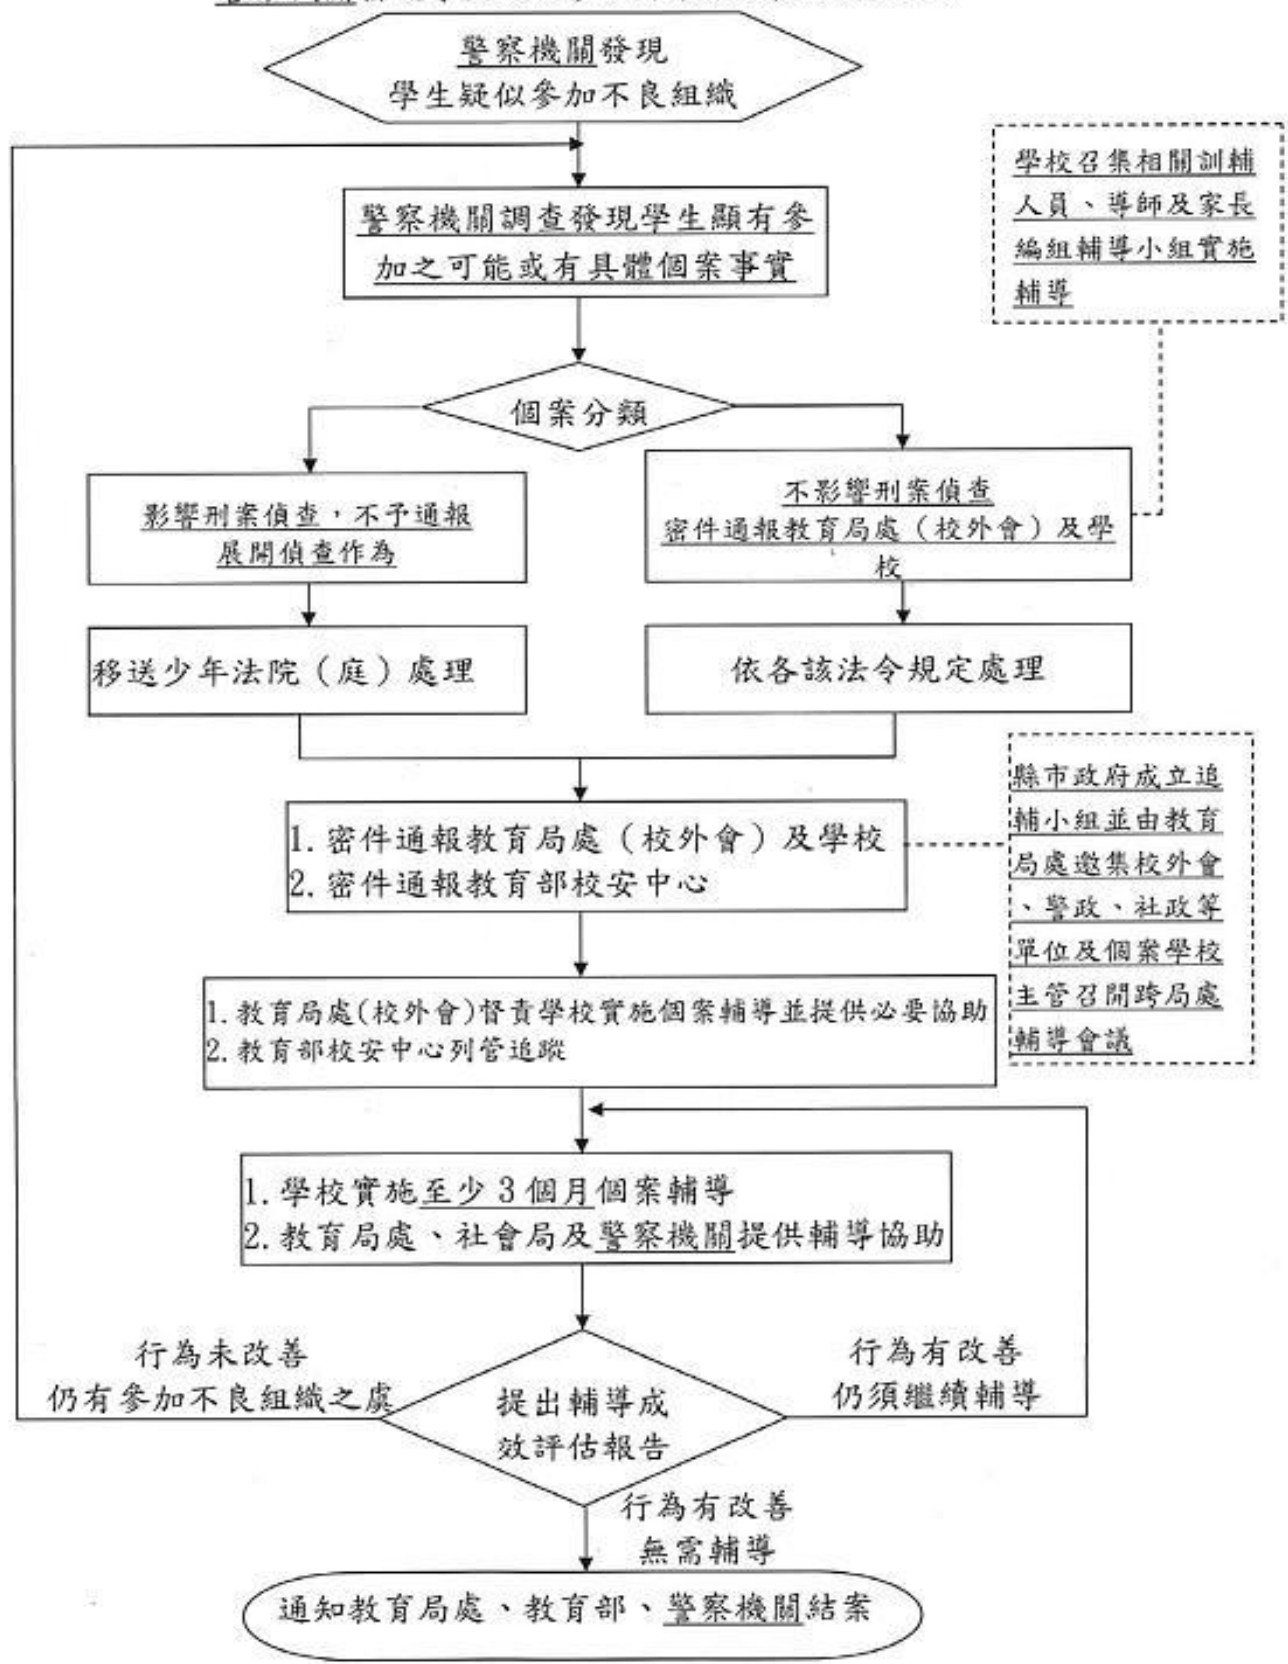 警察機關發現
學生疑似參加不良組織
學校召集相關訓輔
人員、導師及家長
編組輔導小組實施
輔導
警察機關調查發現學生顯有參
加之可能或有具體個案事實
個案分類
影響刑案偵查，不予通報
展開偵查作為
不影響刑案偵查
密件通報教育局處（校外會）及學
校
移送少年法院（庭）處理
依各該法令規定處理
縣市政府成立追
輔小組並由教育
局處邀集校外會
、警政、社政等
單位及個案學校
主管召開跨局處
輔導會議
1. 密件通報教育局處（校外會）及學校
2. 密件通報教育部校安中心
1. 教育局處(校外會)督責學校實施個案輔導並提供必要協助
2. 教育部校安中心列管追蹤
1. 學校實施至少3個月個案輔導
2. 教育局處、社會局及警察機關提供輔導協助
行為未改善
仍有參加不良組織之虞
提出輔導成
效評估報告
行為有改善
仍須繼續輔導
行為有改善
無需輔導
通知教育局處、教育部、警察機關結案